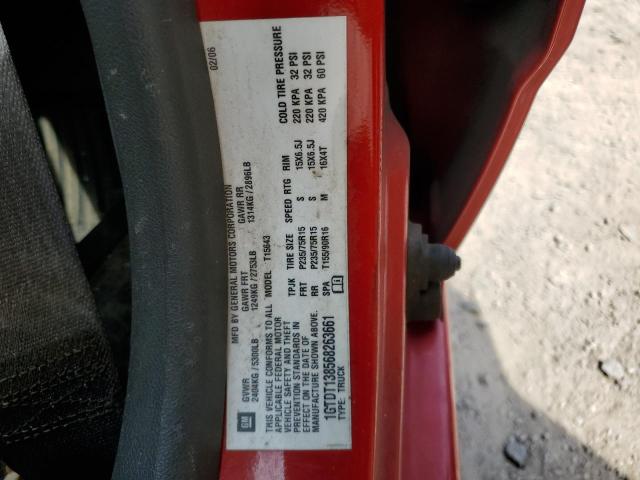 MFD BY GENERAL MOTORS CORPORATION 02/06
GM GVWR GAWR FRT GAWR RR
2404KG/5300LB 1249KG/2753LB 1314KG/2896LB
THIS VEHICLE CONFORMS TO ALL MODEL T15643
APPLICABLE FEDERAL MOTOR
VEHICLE SAFETY AND THEFT
PREVENTION STANDARDS IN
EFFECT ON THE DATE OF
MANUFACTURE SHOWN ABOVE.
TPJK TIRE SIZE SPEED RTG RIM COLD TIRE PRESSURE
FRT P235/75R15 S 15X6.5J 220 KPA 32 PSI
RR P235/75R15 S 15X6.5J 220 KPA 32 PSI
SPA T155/90R16 M 16X4T 420 KPA 60 PSI
1GTDT138568263661
TYPE: TRUCK